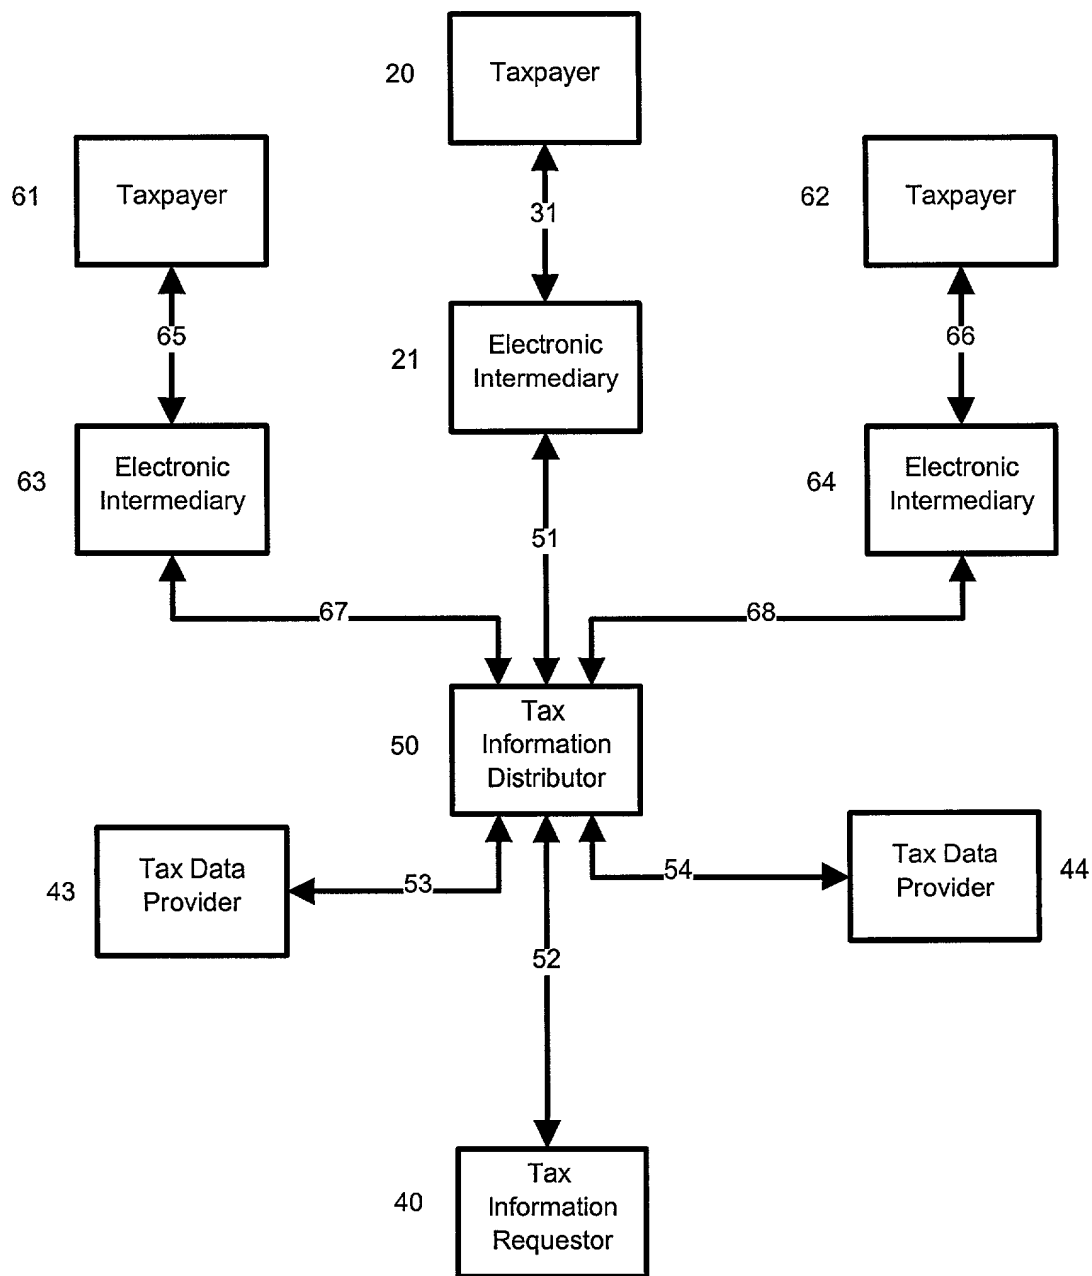 20
Taxpayer
61
Taxpayer
62
Taxpayer
31
65
66
21
Electronic
Intermediary
63
Electronic
Intermediary
64
Electronic
Intermediary
51
67
68
50
Tax
Information
Distributor
43
Tax Data
Provider
53
54
Tax Data
Provider
44
52
40
Tax
Information
Requestor